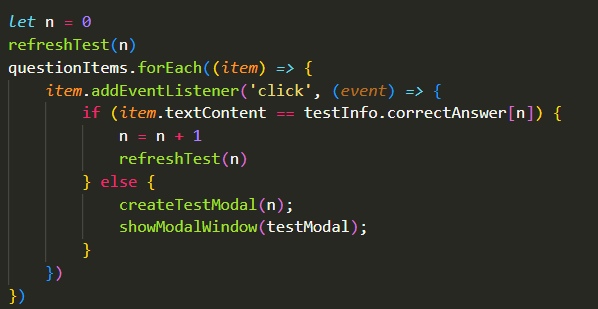 let n = 0
refreshTest(n)
questionItems.forEach((item) => {
    item.addEventListener('click', (event) => {
        if (item.textContent == testInfo.correctAnswer[n]) {
            n = n + 1
            refreshTest(n)
        } else {
            createTestModal(n);
            showModalWindow(testModal);
        }
    })
})